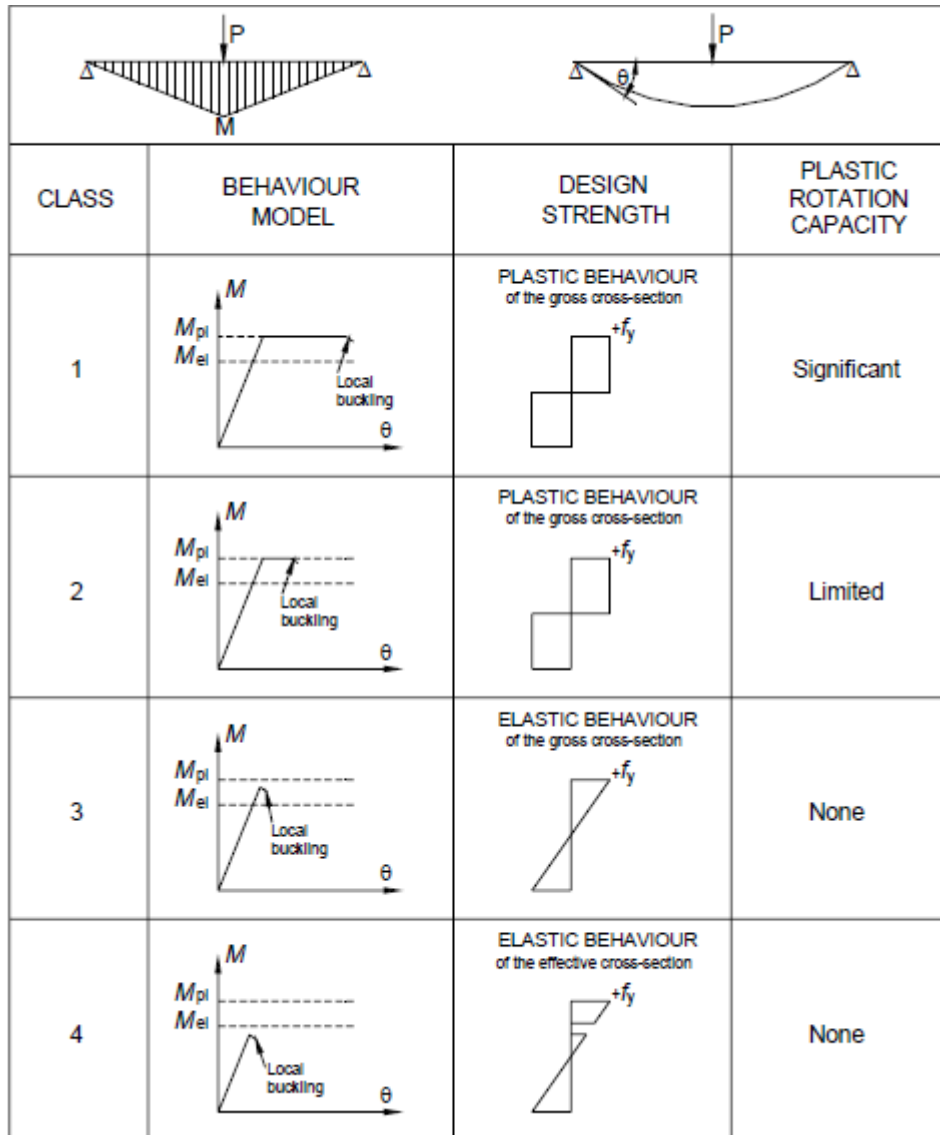 P
Δ Δ
M
P
Δ Δ
θ
CLASS
BEHAVIOUR
MODEL
DESIGN
STRENGTH
PLASTIC
ROTATION
CAPACITY
1
M
Mpl
Mel
Local
buckling
θ
PLASTIC BEHAVIOUR
of the gross cross-section
+fy
Significant
2
M
Mpl
Mel
Local
buckling
θ
PLASTIC BEHAVIOUR
of the gross cross-section
+fy
Limited
3
M
Mpl
Mel
Local
buckling
θ
ELASTIC BEHAVIOUR
of the gross cross-section
+fy
None
4
M
Mpl
Mel
Local
buckling
θ
ELASTIC BEHAVIOUR
of the effective cross-section
+fy
None